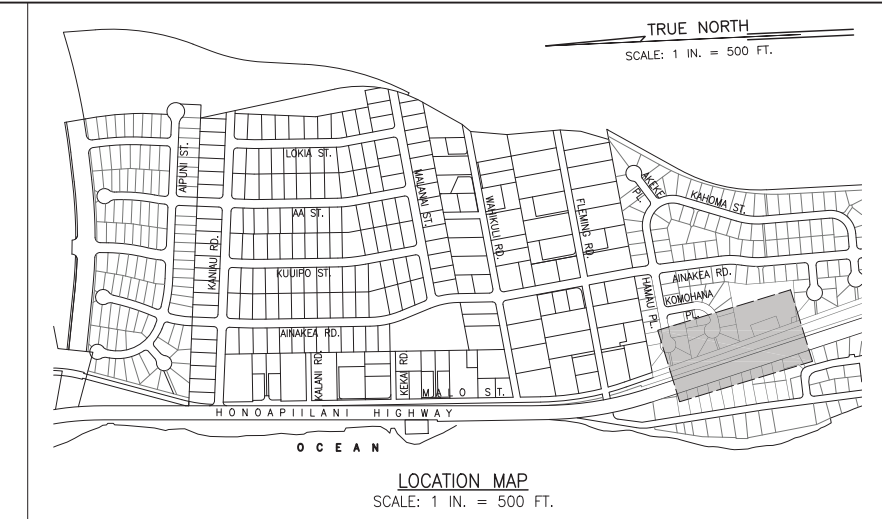 TRUE NORTH
SCALE: 1 IN. = 500 FT.
LOKIA ST.
AIPUNI ST.
AA ST.
MALANAI ST.
WAHIKULI RD.
FLEMING RD.
AKEKE PL.
KAHOMA ST.
KANIAU RD.
KUUIPO ST.
AINAKEA RD.
HAMAU PL.
KOMOHANA PL.
AINAKEA RD.
KALANI RD.
KEKAI RD
MALO ST.
HONOAPIILANI HIGHWAY
OCEAN
LOCATION MAP
SCALE: 1 IN. = 500 FT.